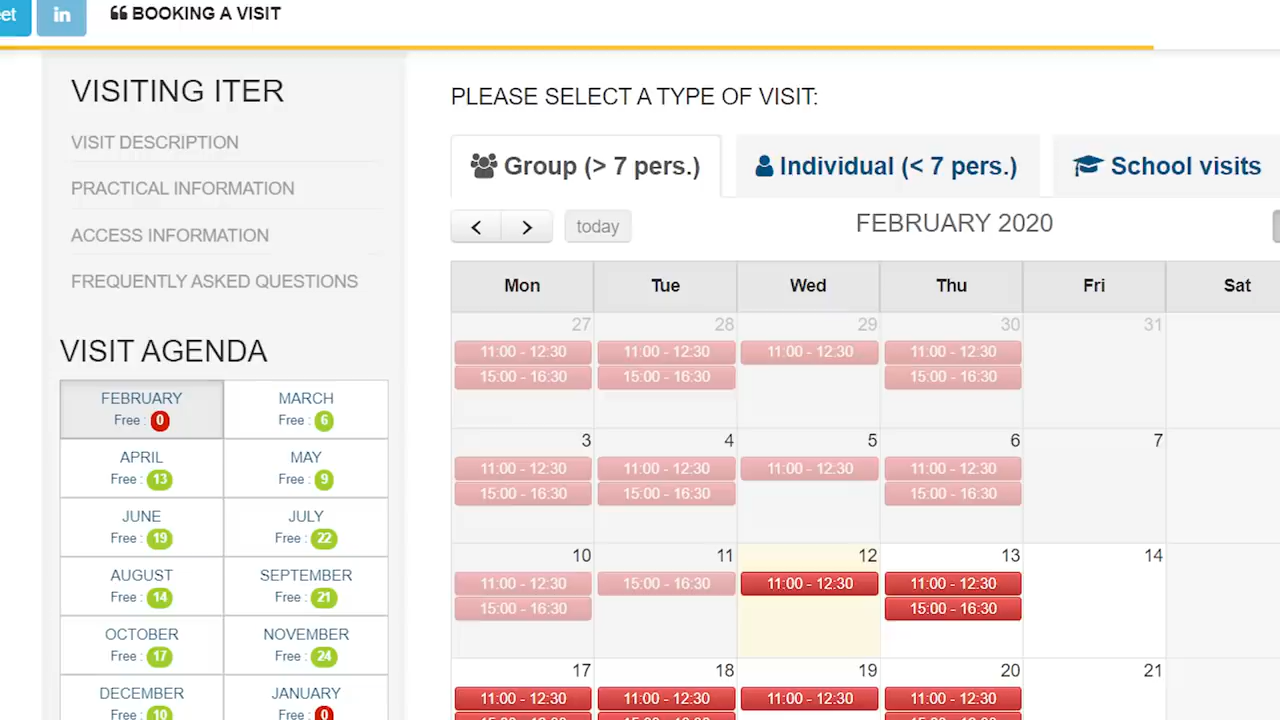 eet
in
BOOKING A VISIT
VISITING ITER
VISIT DESCRIPTION
PRACTICAL INFORMATION
ACCESS INFORMATION
FREQUENTLY ASKED QUESTIONS
VISIT AGENDA
FEBRUARY MARCH
Free : 0 Free : 6
APRIL MAY
Free : 13 Free : 9
JUNE JULY
Free : 19 Free : 22
AUGUST SEPTEMBER
Free : 14 Free : 21
OCTOBER NOVEMBER
Free : 17 Free : 24
DECEMBER JANUARY
Free : 10 Free : 0
PLEASE SELECT A TYPE OF VISIT:
Group (> 7 pers.) Individual (< 7 pers.) School visits
today FEBRUARY 2020
Mon Tue Wed Thu Fri Sat
27 28 29 30 31
11:00 - 12:30 11:00 - 12:30 11:00 - 12:30 11:00 - 12:30
15:00 - 16:30 15:00 - 16:30 15:00 - 16:30
3 4 5 6 7
11:00 - 12:30 11:00 - 12:30 11:00 - 12:30 11:00 - 12:30
15:00 - 16:30 15:00 - 16:30 15:00 - 16:30
10 11 12 13 14
11:00 - 12:30 15:00 - 16:30 11:00 - 12:30 11:00 - 12:30
15:00 - 16:30 15:00 - 16:30
17 18 19 20 21
11:00 - 12:30 11:00 - 12:30 11:00 - 12:30 11:00 - 12:30